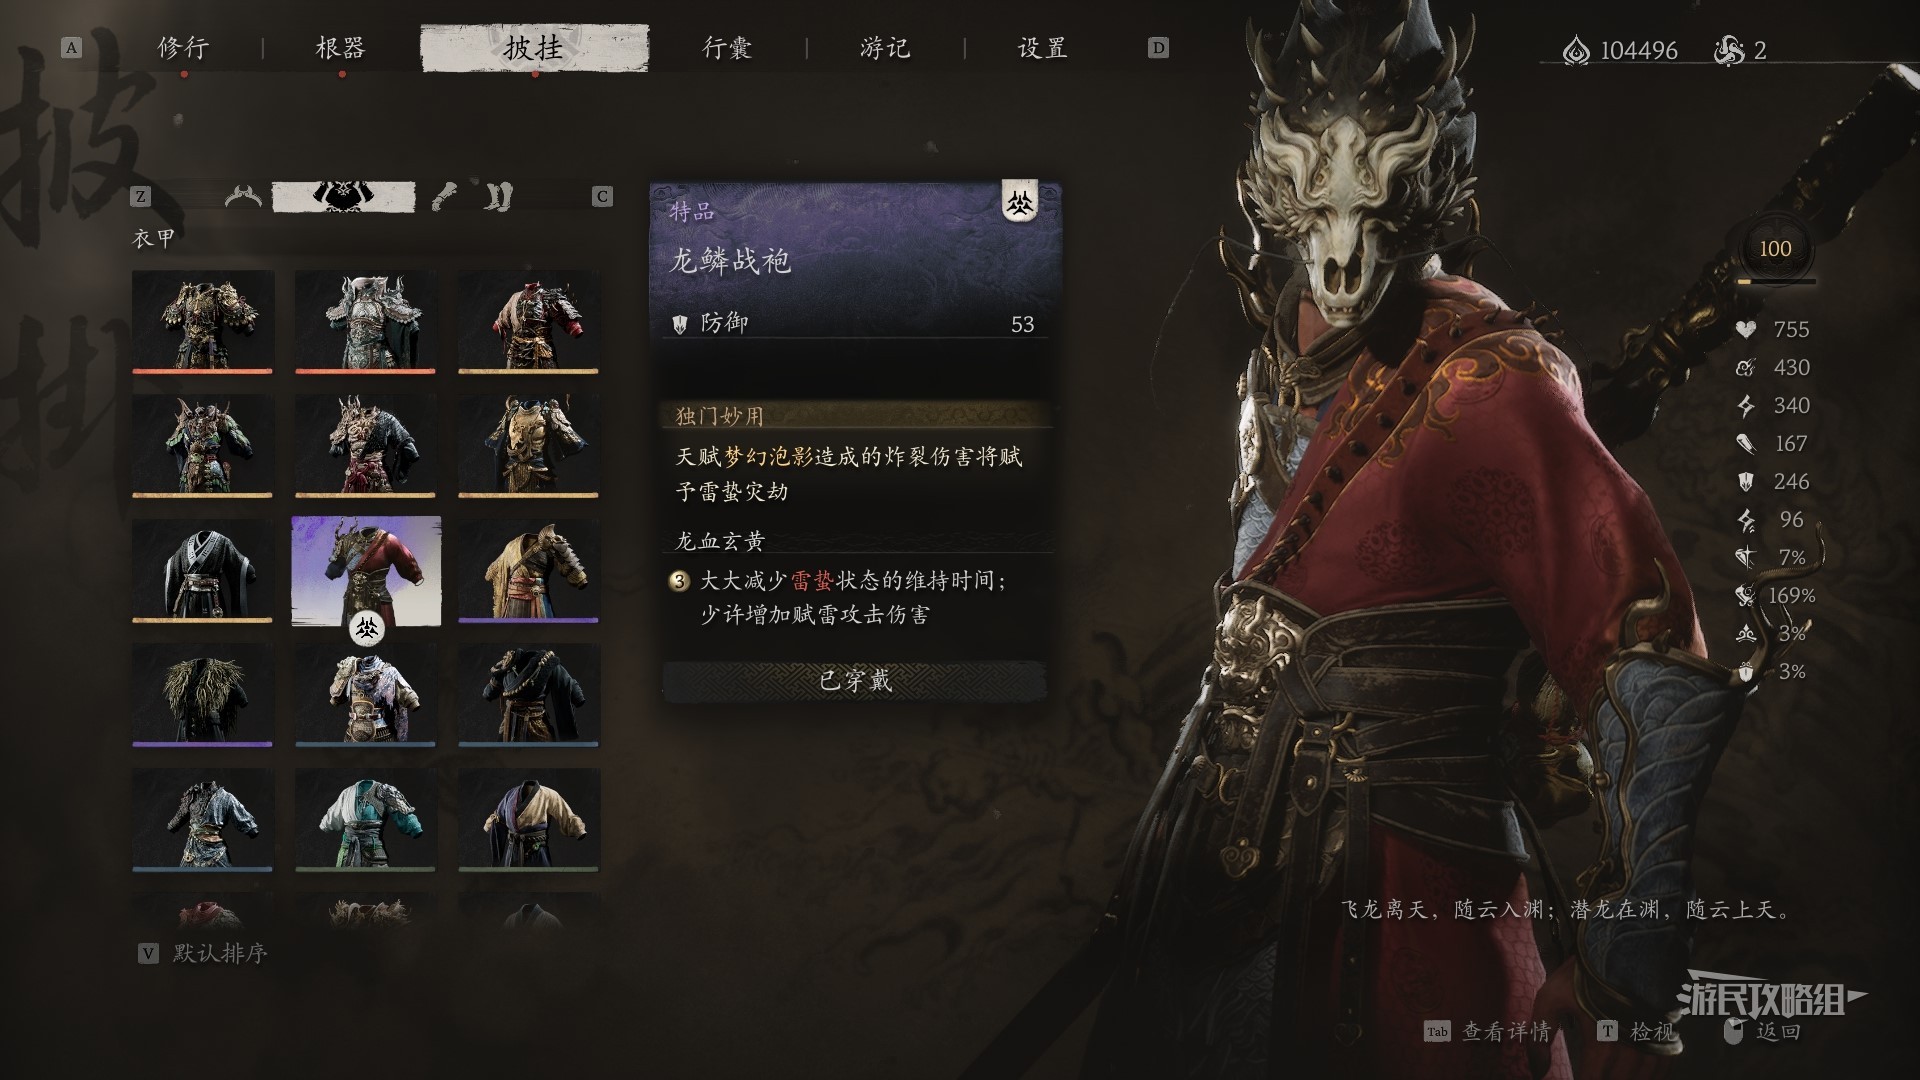 A 修行 根器 披挂 行囊 游记 设置 D
104496 2
披挂
Z C
衣甲
特品
龙鳞战袍
防御 53
独门妙用
天赋梦幻泡影造成的炸裂伤害将赋
予雷蛰灾劫
龙血玄黄
3 大大减少雷蛰状态的维持时间；
少许增加赋雷攻击伤害
已穿戴
100
755
430
340
167
246
96
7%
169%
3%
3%
飞龙离天，随云入渊；潜龙在渊，随云上天。
V 默认排序
游民攻略组
Tab 查看详情 T 检视 返回